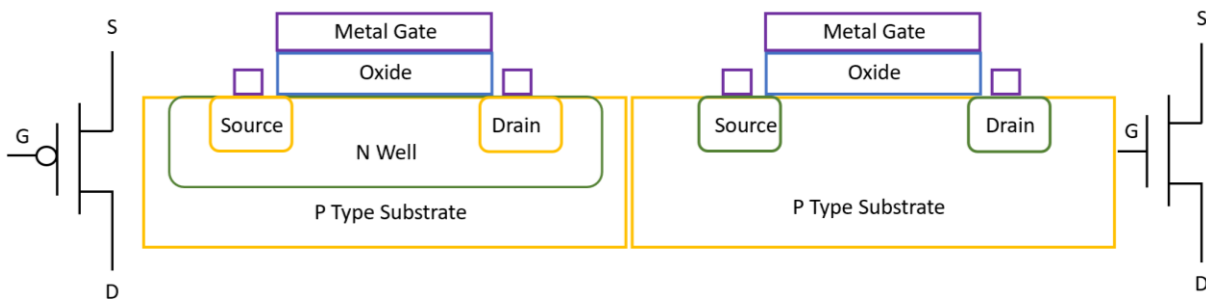 S
G
D
Metal Gate
Oxide
Source
Drain
N Well
P Type Substrate
Metal Gate
Oxide
Source
Drain
P Type Substrate
S
G
D